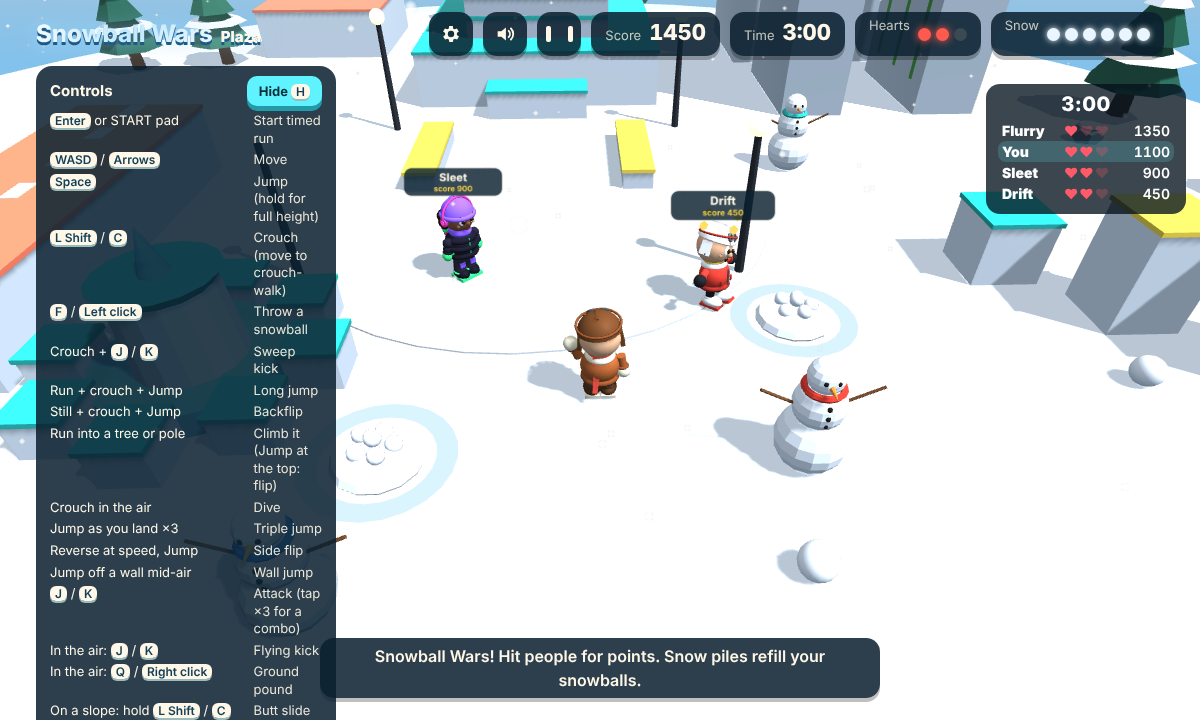 Snowball Wars Plaza
Score 1450
Time 3:00
Hearts
Snow
Controls
Hide H
Enter or START pad
Start timed
run
WASD / Arrows
Move
Space
Jump
(hold for
full height)
L Shift / C
Crouch
(move to
crouch-
walk)
F / Left click
Throw a
snowball
Crouch + J / K
Sweep
kick
Run + crouch + Jump
Long jump
Still + crouch + Jump
Backflip
Run into a tree or pole
Climb it
(Jump at
the top:
flip)
Crouch in the air
Dive
Jump as you land ×3
Triple jump
Reverse at speed, Jump
Side flip
Jump off a wall mid-air
Wall jump
J / K
Attack (tap
×3 for a
combo)
In the air: J / K
Flying kick
In the air: Q / Right click
Ground
pound
On a slope: hold L Shift / C
Butt slide
Sleet
score 900
Drift
score 450
3:00
Flurry 1350
You 1100
Sleet 900
Drift 450
Snowball Wars! Hit people for points. Snow piles refill your
snowballs.